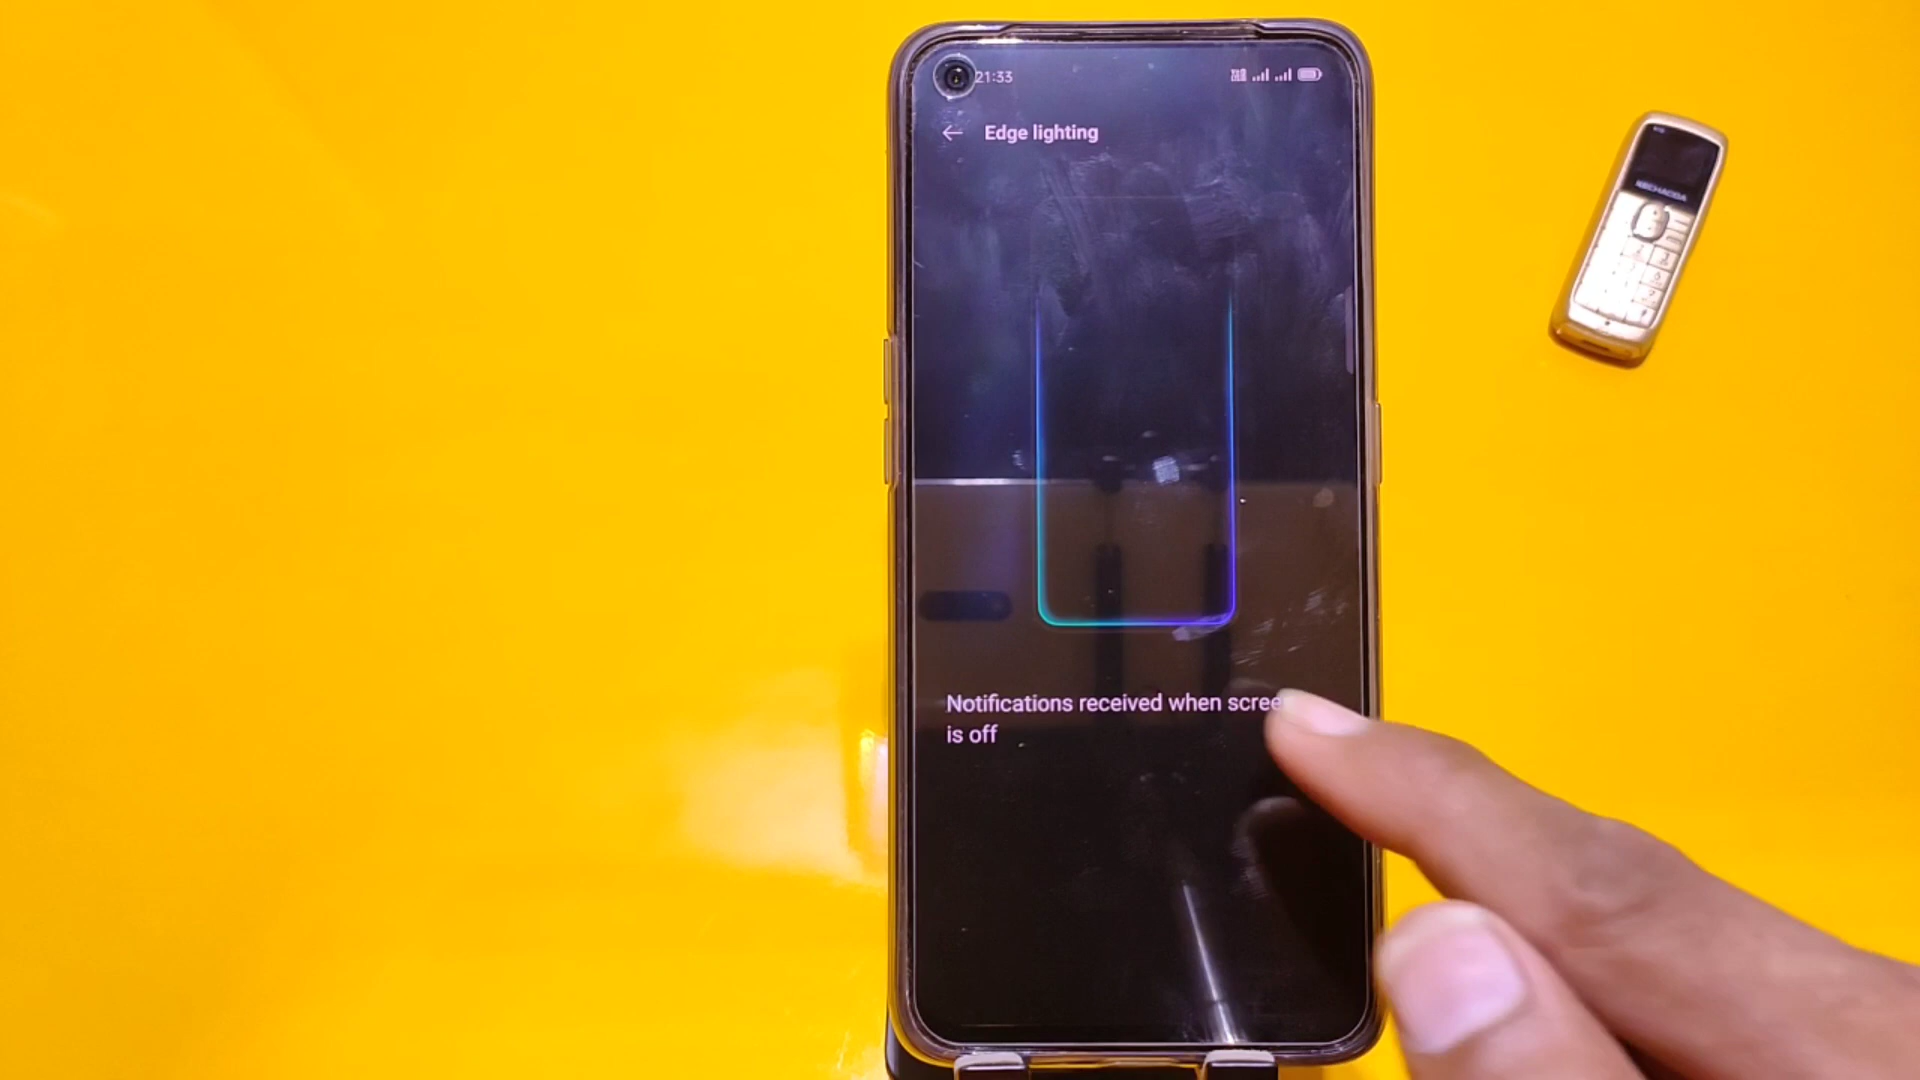 21:33
Edge lighting
Notifications received when scree
is off